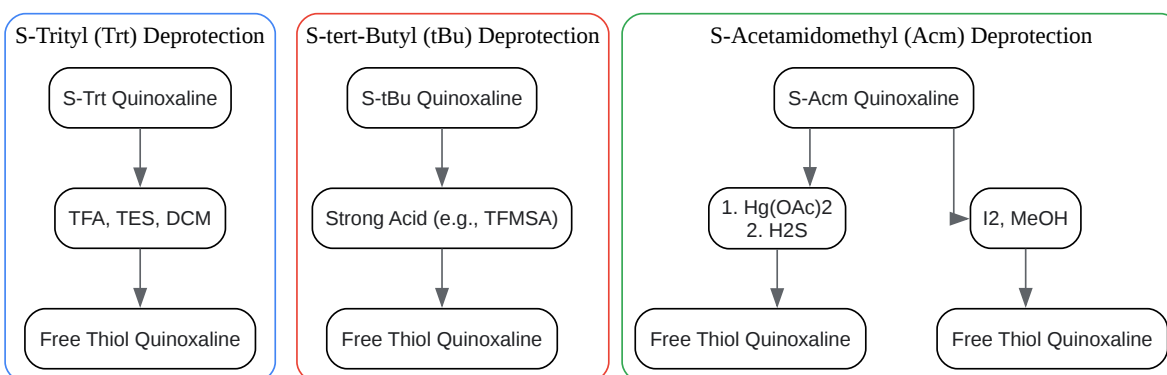 S-Trityl (Trt) Deprotection
S-Trt Quinoxaline
TFA, TES, DCM
Free Thiol Quinoxaline
S-tert-Butyl (tBu) Deprotection
S-tBu Quinoxaline
Strong Acid (e.g., TFMSA)
Free Thiol Quinoxaline
S-Acetamidomethyl (Acm) Deprotection
S-Acm Quinoxaline
1. Hg(OAc)2
2. H2S
I2, MeOH
Free Thiol Quinoxaline
Free Thiol Quinoxaline